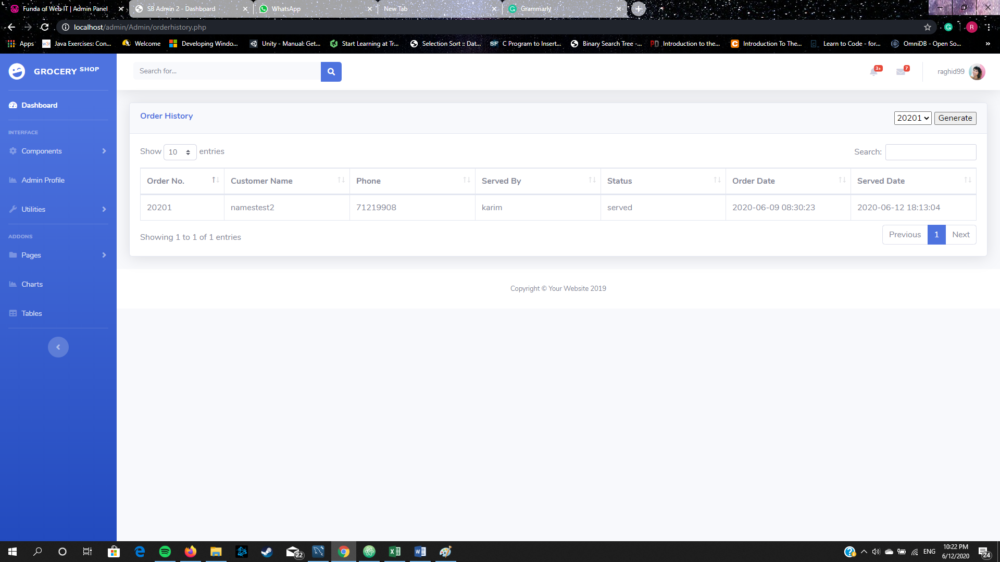 Funda of Web IT | Admin Panel
SB Admin 2 - Dashboard
WhatsApp
New Tab
Grammarly
localhost/admin/Admin/orderhistory.php
R
Apps
w3r
Java Exercises: Con...
Welcome
Developing Windo...
Unity - Manual: Get...
Start Learning at Tr...
Selection Sort :: Dat...
SF
C Program to Insert...
Binary Search Tree -...
PD
Introduction to the...
Introduction To The...
Learn to Code - for...
OmniDB - Open So...
»
GROCERY SHOP
Search for...
3+
7
raghid99
Dashboard
INTERFACE
Components
Admin Profile
Utilities
ADDONS
Pages
Charts
Tables
Order History
20201
Generate
Show 10 entries
Search:
Order No. Customer Name Phone Served By Status Order Date Served Date
20201 namestest2 71219908 karim served 2020-06-09 08:30:23 2020-06-12 18:13:04
Showing 1 to 1 of 1 entries
Previous 1 Next
Copyright © Your Website 2019
22
ENG
10:22 PM
6/12/2020
24